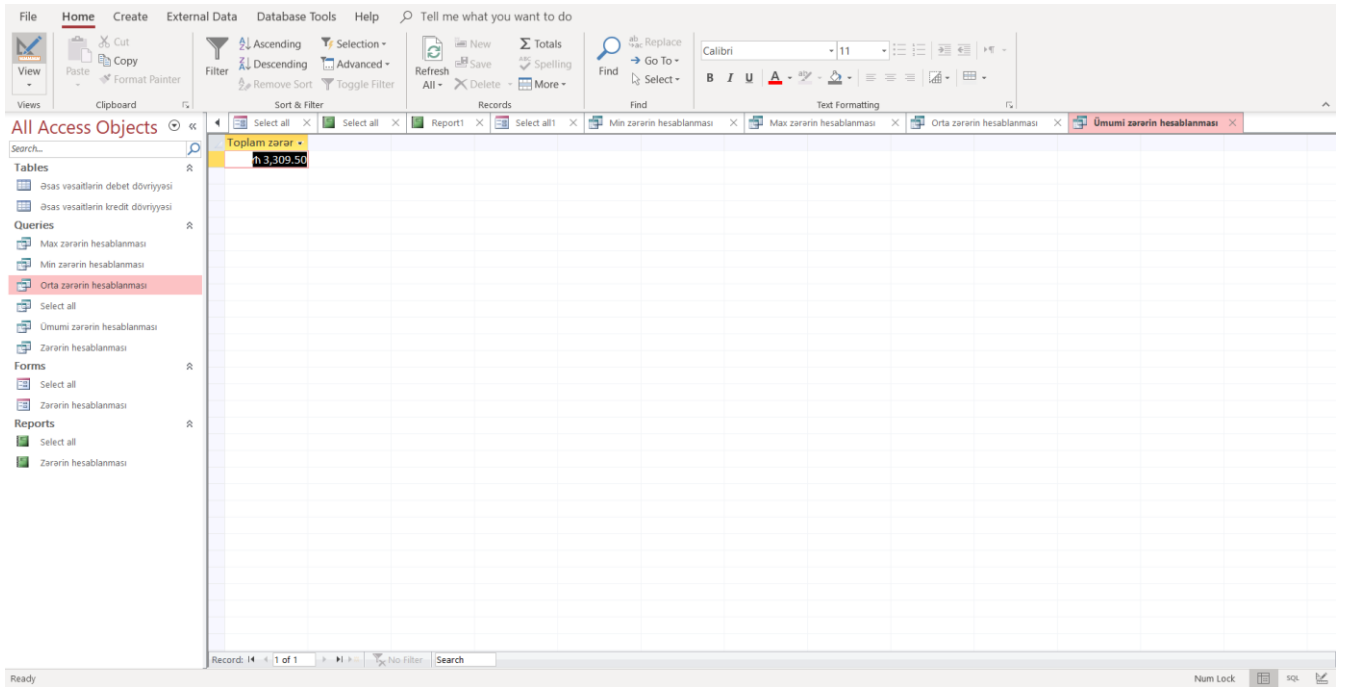 File Home Create External Data Database Tools Help Tell me what you want to do
View
Views
Paste
Cut
Copy
Format Painter
Clipboard
Filter
Ascending
Descending
Remove Sort
Selection
Advanced
Toggle Filter
Sort & Filter
Refresh All
New
Save
Delete
Totals
Spelling
More
Records
Find
Replace
Go To
Select
Find
Calibri 11
B I U A
Text Formatting
All Access Objects
Search...
Tables
Əsas vəsaitlərin debet dövriyyəsi
Əsas vəsaitlərin kredit dövriyyəsi
Queries
Max zərərin hesablanması
Min zərərin hesablanması
Orta zərərin hesablanması
Select all
Ümumi zərərin hesablanması
Zərərin hesablanması
Forms
Select all
Zərərin hesablanması
Reports
Select all
Zərərin hesablanması
Select all Select all Report1 Select all1 Min zərərin hesablanması Max zərərin hesablanması Orta zərərin hesablanması Ümumi zərərin hesablanması
Toplam zərər
3,309.50
Record: 1 of 1 No Filter Search
Ready
Num Lock SQL